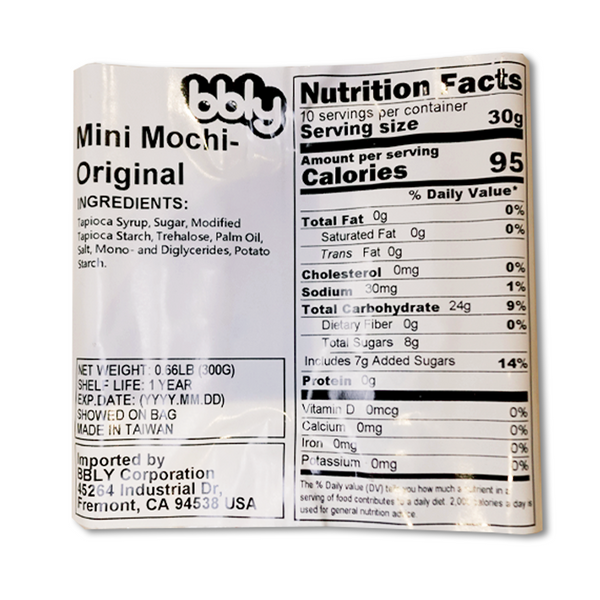 bbly
Mini Mochi-
Original
INGREDIENTS:
Tapioca Syrup, Sugar, Modified
Tapioca Starch, Trehalose, Palm Oil,
Salt, Mono- and Diglycerides, Potato
Starch.
NET WEIGHT: 0.66LB (300G)
SHELF LIFE: 1 YEAR
EXP.DATE: (YYYY.MM.DD)
SHOWED ON BAG
MADE IN TAIWAN
Imported by
BBLY Corporation
45264 Industrial Dr,
Fremont, CA 94538 USA
Nutrition Facts
10 servings per container
Serving size 30g
Amount per serving
Calories 95
% Daily Value*
Total Fat 0g 0%
Saturated Fat 0g 0%
Trans Fat 0g
Cholesterol 0mg 0%
Sodium 30mg 1%
Total Carbohydrate 24g 9%
Dietary Fiber 0g 0%
Total Sugars 8g
Includes 7g Added Sugars 14%
Protein 0g
Vitamin D 0mcg 0%
Calcium 0mg 0%
Iron 0mg 0%
Potassium 0mg 0%
The % Daily value (DV) tells you how much a nutrient in a
serving of food contributes to a daily diet. 2,000 calories a day is
used for general nutrition advice.